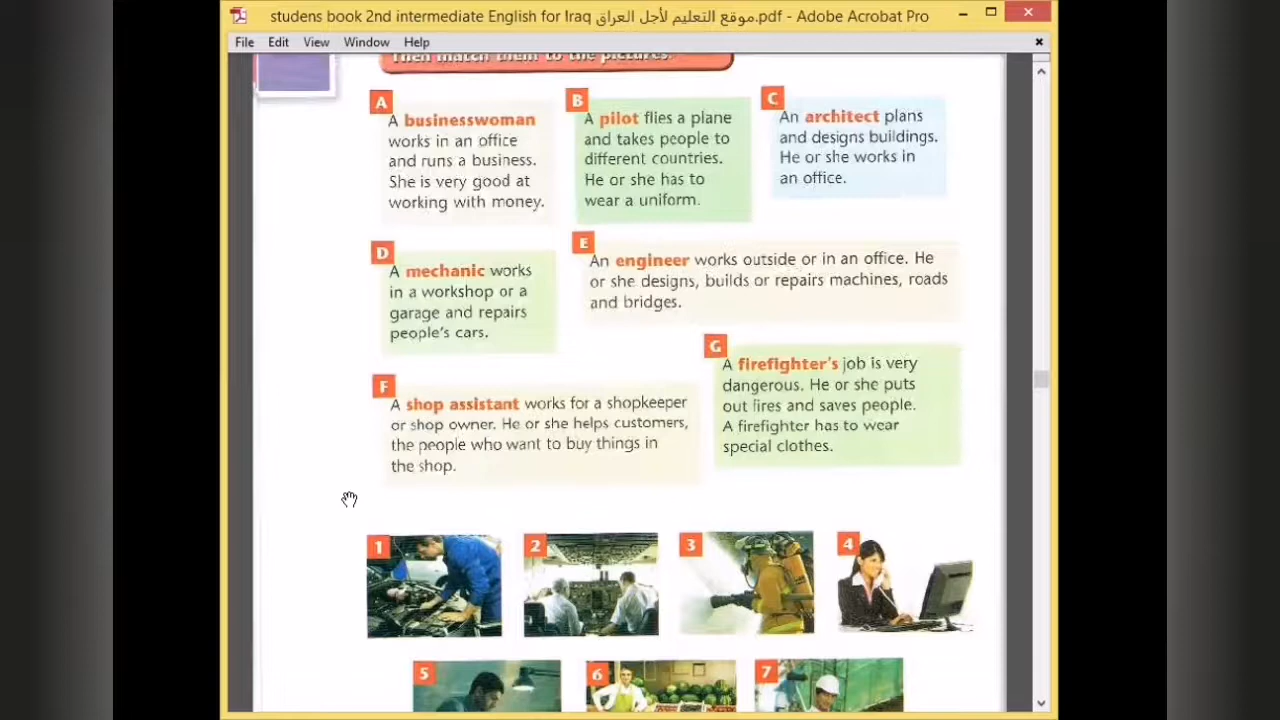 studens book 2nd intermediate English for Iraq موقع التعليم لأجل العراق.pdf - Adobe Acrobat Pro
File Edit View Window Help
Then match them to the pictures.
A
A businesswoman
works in an office
and runs a business.
She is very good at
working with money.
B
A pilot flies a plane
and takes people to
different countries.
He or she has to
wear a uniform.
C
An architect plans
and designs buildings.
He or she works in
an office.
D
A mechanic works
in a workshop or a
garage and repairs
people's cars.
E
An engineer works outside or in an office. He
or she designs, builds or repairs machines, roads
and bridges.
F
A shop assistant works for a shopkeeper
or shop owner. He or she helps customers,
the people who want to buy things in
the shop.
G
A firefighter's job is very
dangerous. He or she puts
out fires and saves people.
A firefighter has to wear
special clothes.
1
2
3
4
5
6
7